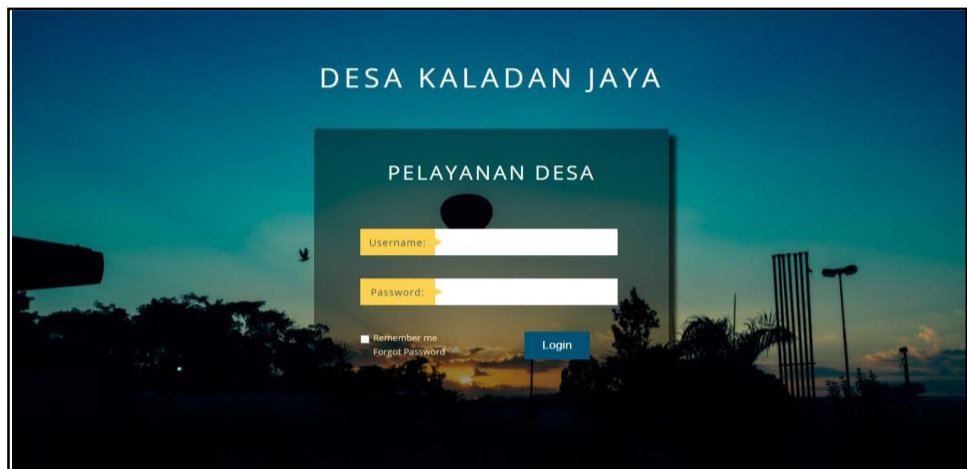 DESA KALADAN JAYA
PELAYANAN DESA
Username:
Password:
Remember me
Forgot Password
Login